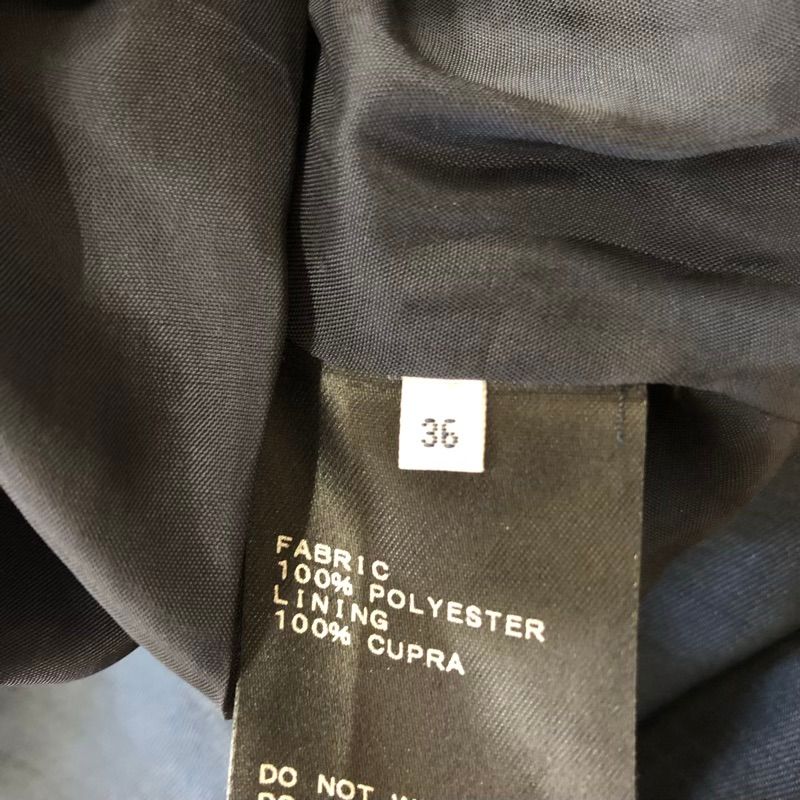 36
FABRIC
100% POLYESTER
LINING
100% CUPRA
DO NOT